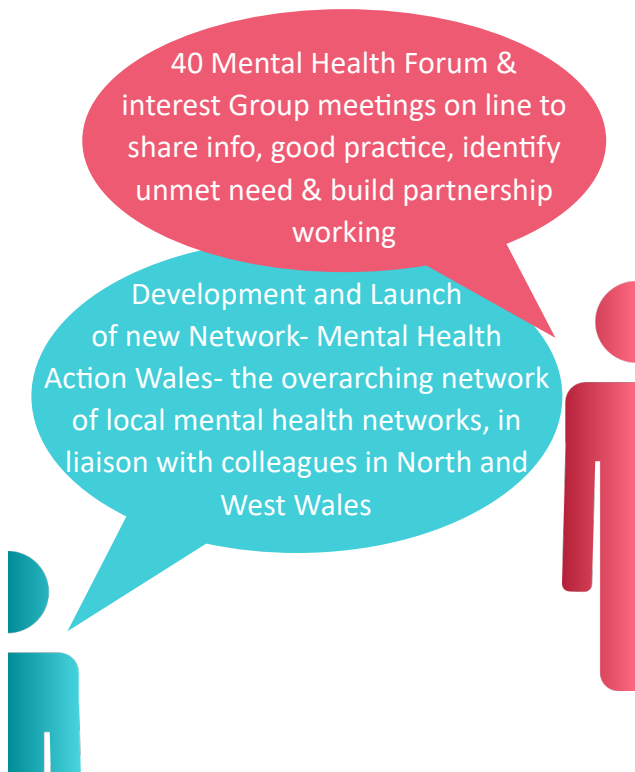 40 Mental Health Forum &
interest Group meetings on line to
share info, good practice, identify
unmet need & build partnership
working
Development and Launch
of new Network- Mental Health
Action Wales- the overarching network
of local mental health networks, in
liaison with colleagues in North and
West Wales